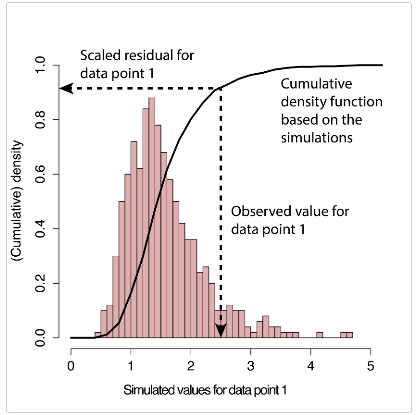 Scaled residual for
data point 1
Cumulative
density function
based on the
simulations
Observed value for
data point 1
(Cumulative) density
1.0
0.8
0.6
0.4
0.2
0.0
0 1 2 3 4 5
Simulated values for data point 1